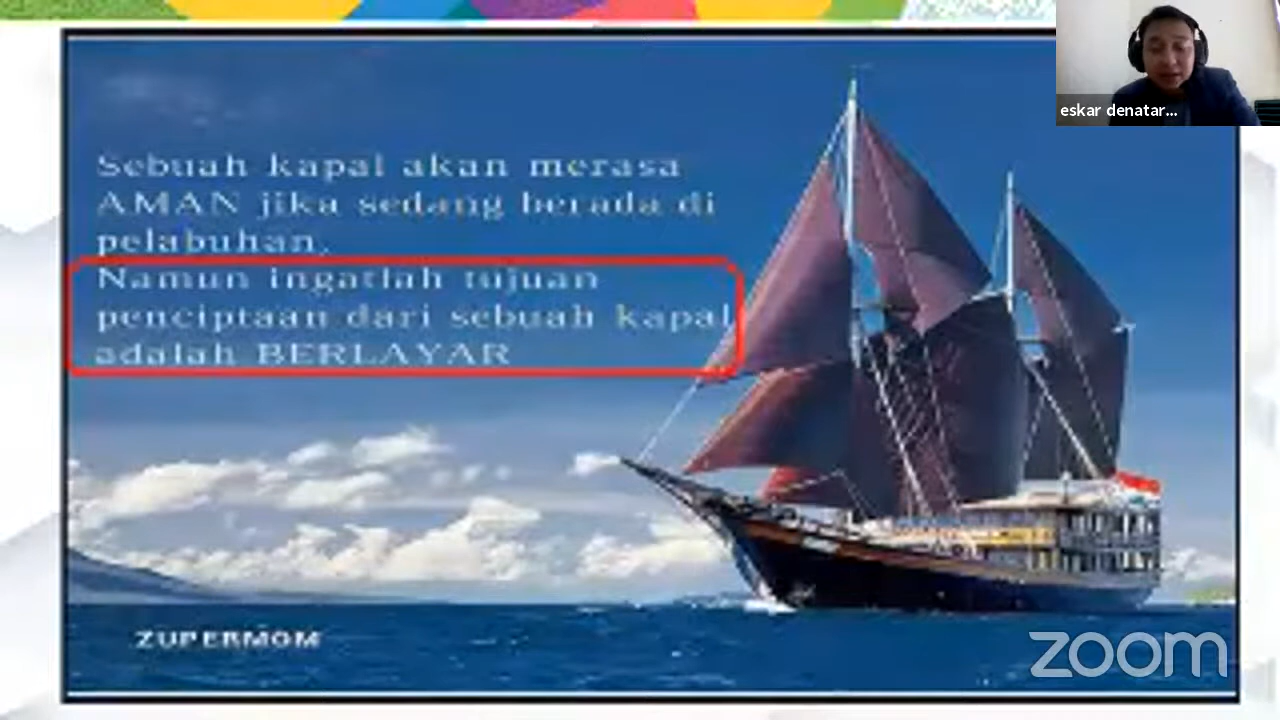 Sebuah kapal akan merasa
AMAN jika sedang berada di
pelabuhan.
Namun ingatlah tujuan
penciptaan dari sebuah kapal
adalah BERLAYAR
ZUPERMOM
eskar denatar...
zoom